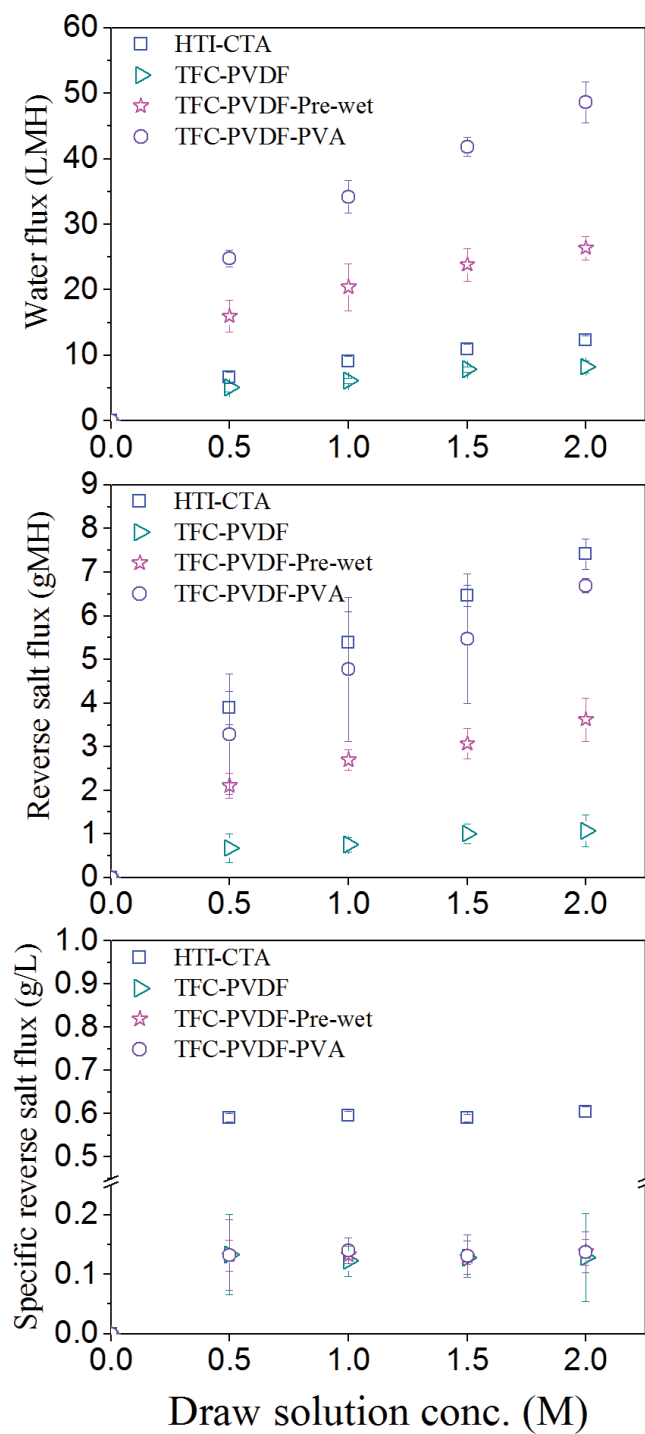 Water flux (LMH)
60
50
40
30
20
10
0
HTI-CTA
TFC-PVDF
TFC-PVDF-Pre-wet
TFC-PVDF-PVA
0.0 0.5 1.0 1.5 2.0
Reverse salt flux (gMH)
9
8
7
6
5
4
3
2
1
0
HTI-CTA
TFC-PVDF
TFC-PVDF-Pre-wet
TFC-PVDF-PVA
0.0 0.5 1.0 1.5 2.0
Specific reverse salt flux (g/L)
1.0
0.9
0.8
0.7
0.6
0.5
0.2
0.1
0.0
HTI-CTA
TFC-PVDF
TFC-PVDF-Pre-wet
TFC-PVDF-PVA
0.0 0.5 1.0 1.5 2.0
Draw solution conc. (M)